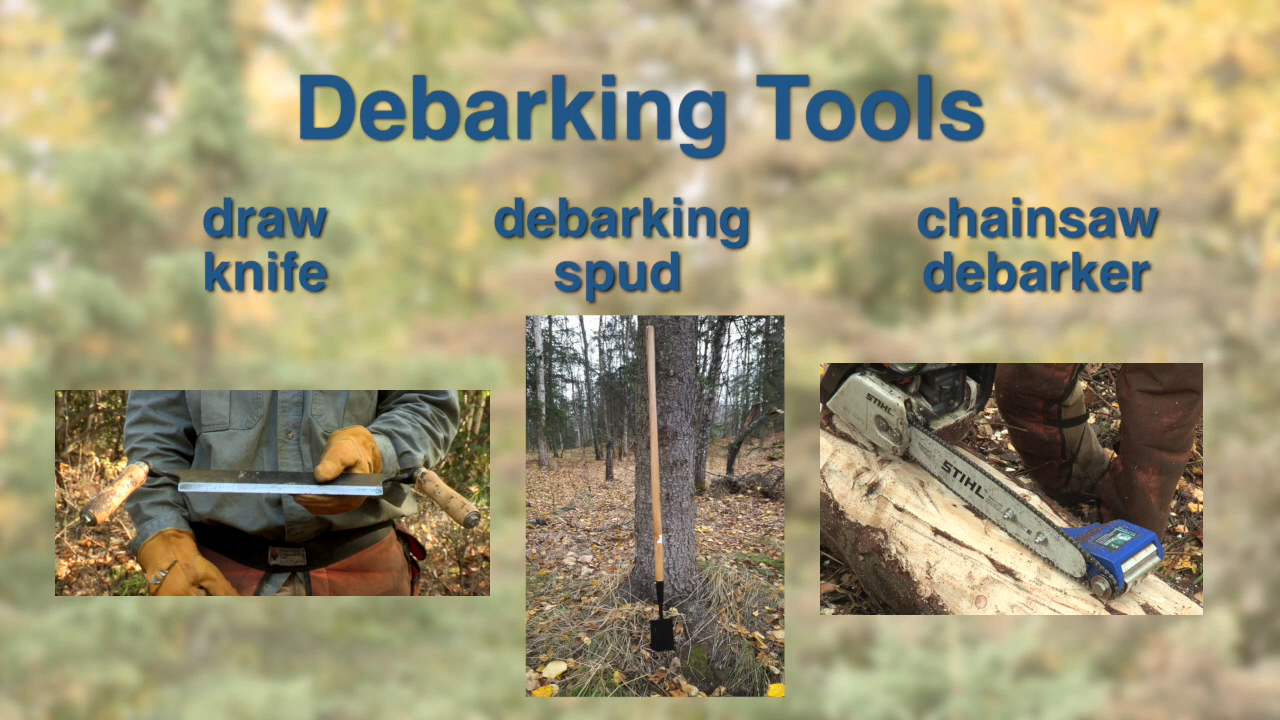 Debarking Tools
draw
knife
debarking
spud
chainsaw
debarker
STIHL
STIHL